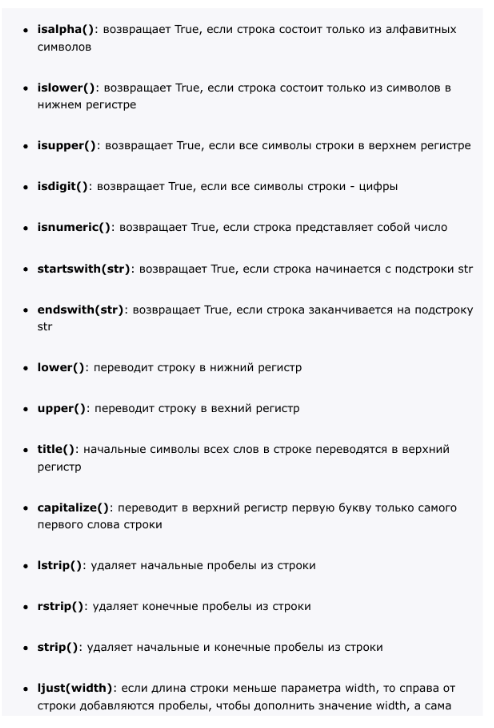 • isalpha(): возвращает True, если строка состоит только из алфавитных
символов
• islower(): возвращает True, если строка состоит только из символов в
нижнем регистре
• isupper(): возвращает True, если все символы строки в верхнем регистре
• isdigit(): возвращает True, если все символы строки - цифры
• isnumeric(): возвращает True, если строка представляет собой число
• startswith(str): возвращает True, если строка начинается с подстроки str
• endswith(str): возвращает True, если строка заканчивается на подстроку
str
• lower(): переводит строку в нижний регистр
• upper(): переводит строку в вехний регистр
• title(): начальные символы всех слов в строке переводятся в верхний
регистр
• capitalize(): переводит в верхний регистр первую букву только самого
первого слова строки
• lstrip(): удаляет начальные пробелы из строки
• rstrip(): удаляет конечные пробелы из строки
• strip(): удаляет начальные и конечные пробелы из строки
• ljust(width): если длина строки меньше параметра width, то справа от
строки добавляются пробелы, чтобы дополнить значение width, а сама